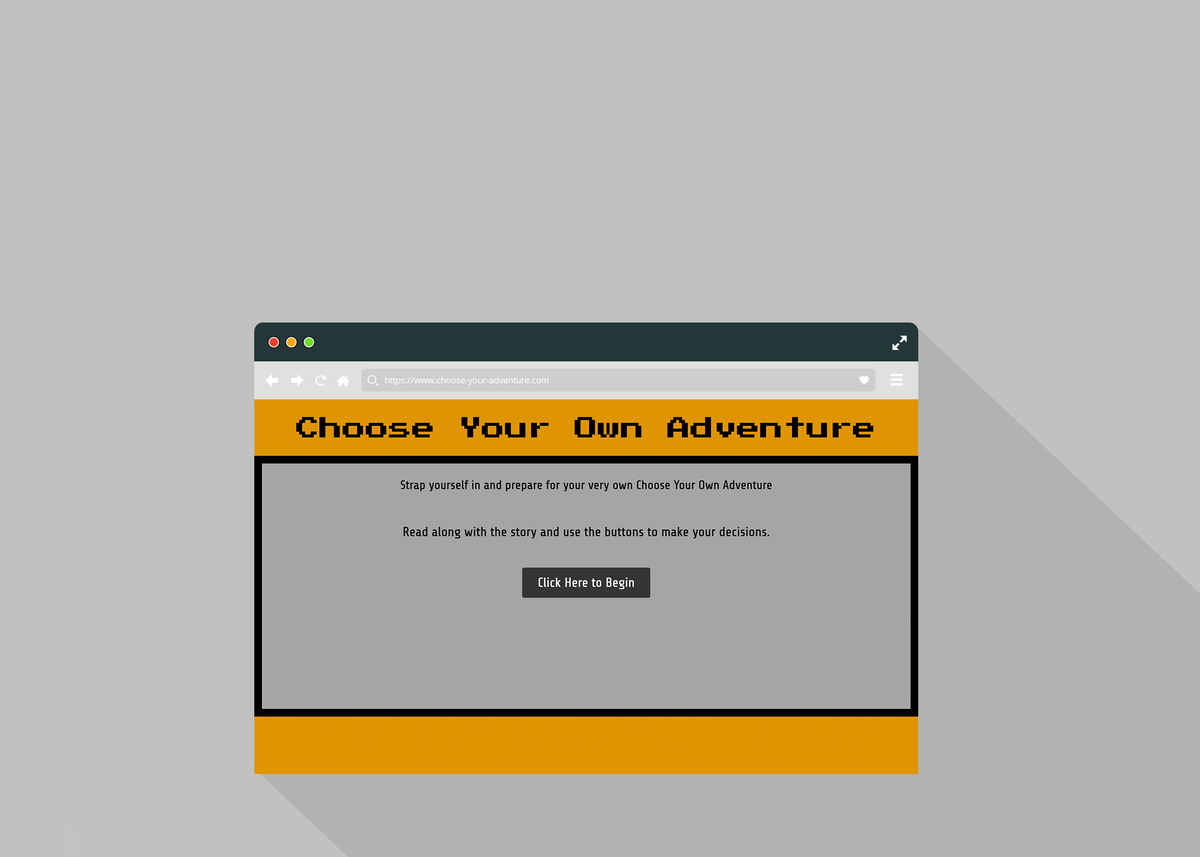 https://www.choose-your-adventure.com
Choose Your Own Adventure
Strap yourself in and prepare for your very own Choose Your Own Adventure
Read along with the story and use the buttons to make your decisions.
Click Here to Begin